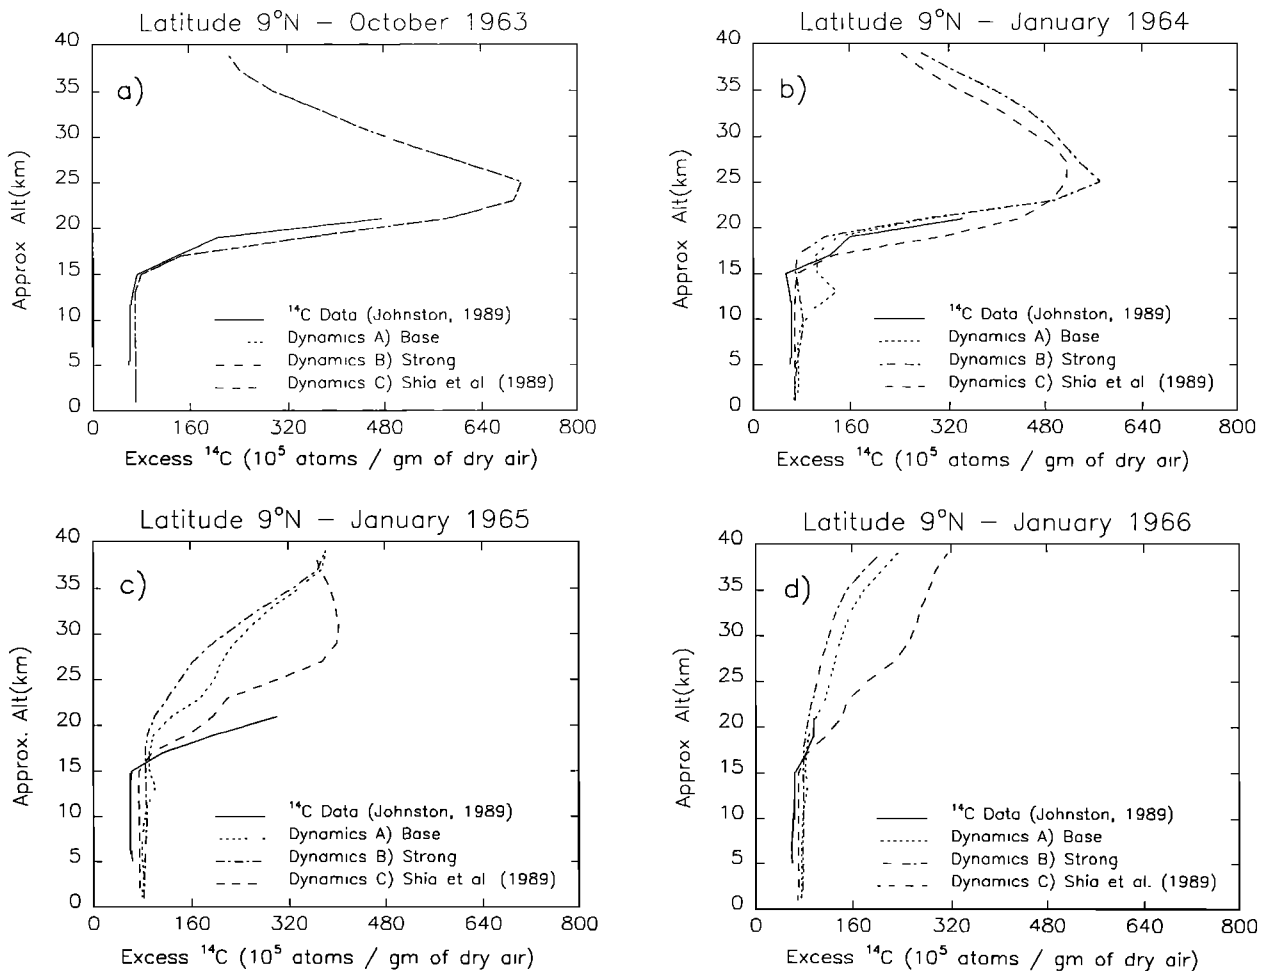 Latitude 9°N – October 1963
a)
Approx Alt(km)
40
35
30
25
20
15
10
5
0
¹⁴C Data (Johnston, 1989)
Dynamics A) Base
Dynamics B) Strong
Dynamics C) Shia et al (1989)
0 160 320 480 640 800
Excess ¹⁴C (10⁵ atoms / gm of dry air)
Latitude 9°N – January 1964
b)
Approx Alt(km)
40
35
30
25
20
15
10
5
0
¹⁴C Data (Johnston, 1989)
Dynamics A) Base
Dynamics B) Strong
Dynamics C) Shia et al (1989)
0 160 320 480 640 800
Excess ¹⁴C (10⁵ atoms / gm of dry air)
Latitude 9°N – January 1965
c)
Approx. Alt(km)
40
35
30
25
20
15
10
5
0
¹⁴C Data (Johnston, 1989)
Dynamics A) Base
Dynamics B) Strong
Dynamics C) Shia et al (1989)
0 160 320 480 640 800
Excess ¹⁴C (10⁵ atoms / gm of dry air)
Latitude 9°N – January 1966
d)
Approx Alt(km)
40
35
30
25
20
15
10
5
0
¹⁴C Data (Johnston, 1989)
Dynamics A) Base
Dynamics B) Strong
Dynamics C) Shia et al. (1989)
0 160 320 480 640 800
Excess ¹⁴C (10⁵ atoms / gm of dry air)